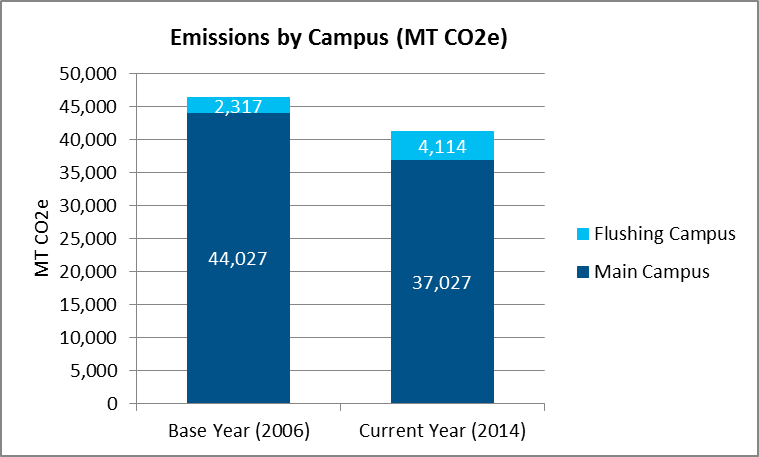 Emissions by Campus (MT CO2e)
MT CO2e
50,000
45,000
40,000
35,000
30,000
25,000
20,000
15,000
10,000
5,000
0
2,317
44,027
4,114
37,027
Base Year (2006)
Current Year (2014)
Flushing Campus
Main Campus